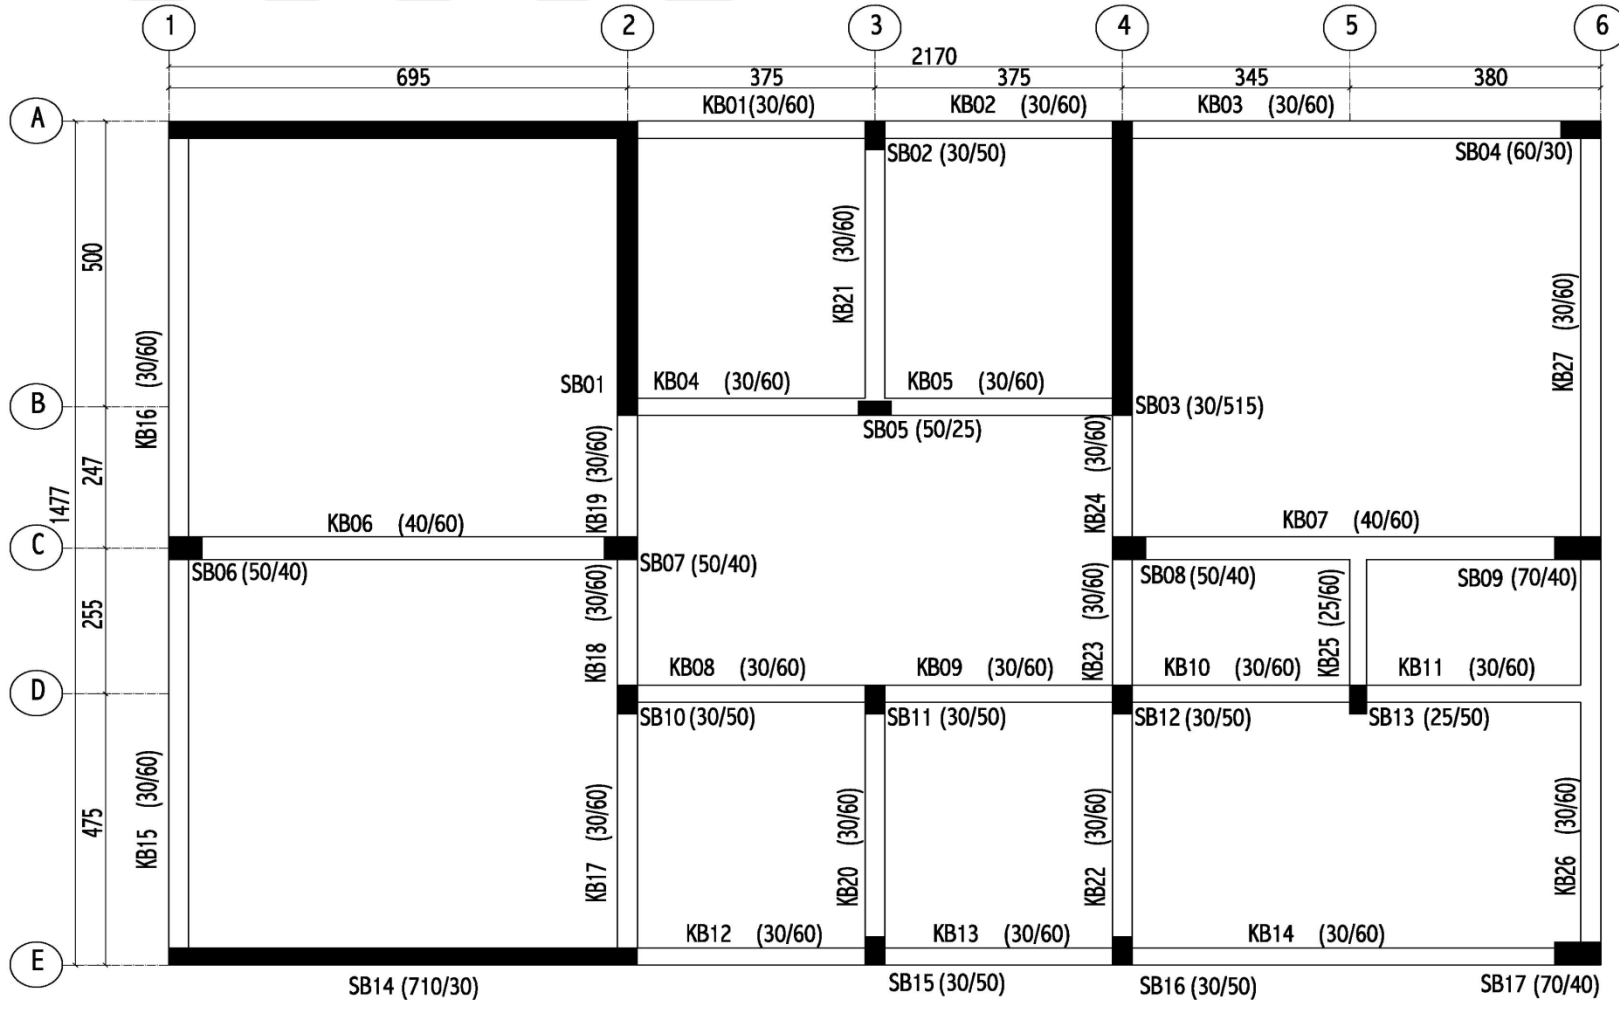 1 2 3 4 5 6
2170
695 375 375 345 380
KB01(30/60) KB02 (30/60) KB03 (30/60)
A
SB02 (30/50) SB04 (60/30)
500
KB21 (30/60)
KB27 (30/60)
KB16 (30/60)
SB01 KB04 (30/60) KB05 (30/60)
B
SB03 (30/515)
SB05 (50/25)
247
1477
KB19 (30/60)
KB24 (30/60)
KB06 (40/60) KB07 (40/60)
C
SB06 (50/40) SB07 (50/40) SB08 (50/40) SB09 (70/40)
255
KB18 (30/60)
KB23 (30/60)
KB25 (25/60)
KB08 (30/60) KB09 (30/60) KB10 (30/60) KB11 (30/60)
D
SB10 (30/50) SB11 (30/50) SB12 (30/50) SB13 (25/50)
475
KB15 (30/60)
KB17 (30/60)
KB20 (30/60)
KB22 (30/60)
KB26 (30/60)
KB12 (30/60) KB13 (30/60) KB14 (30/60)
E
SB14 (710/30) SB15 (30/50) SB16 (30/50) SB17 (70/40)